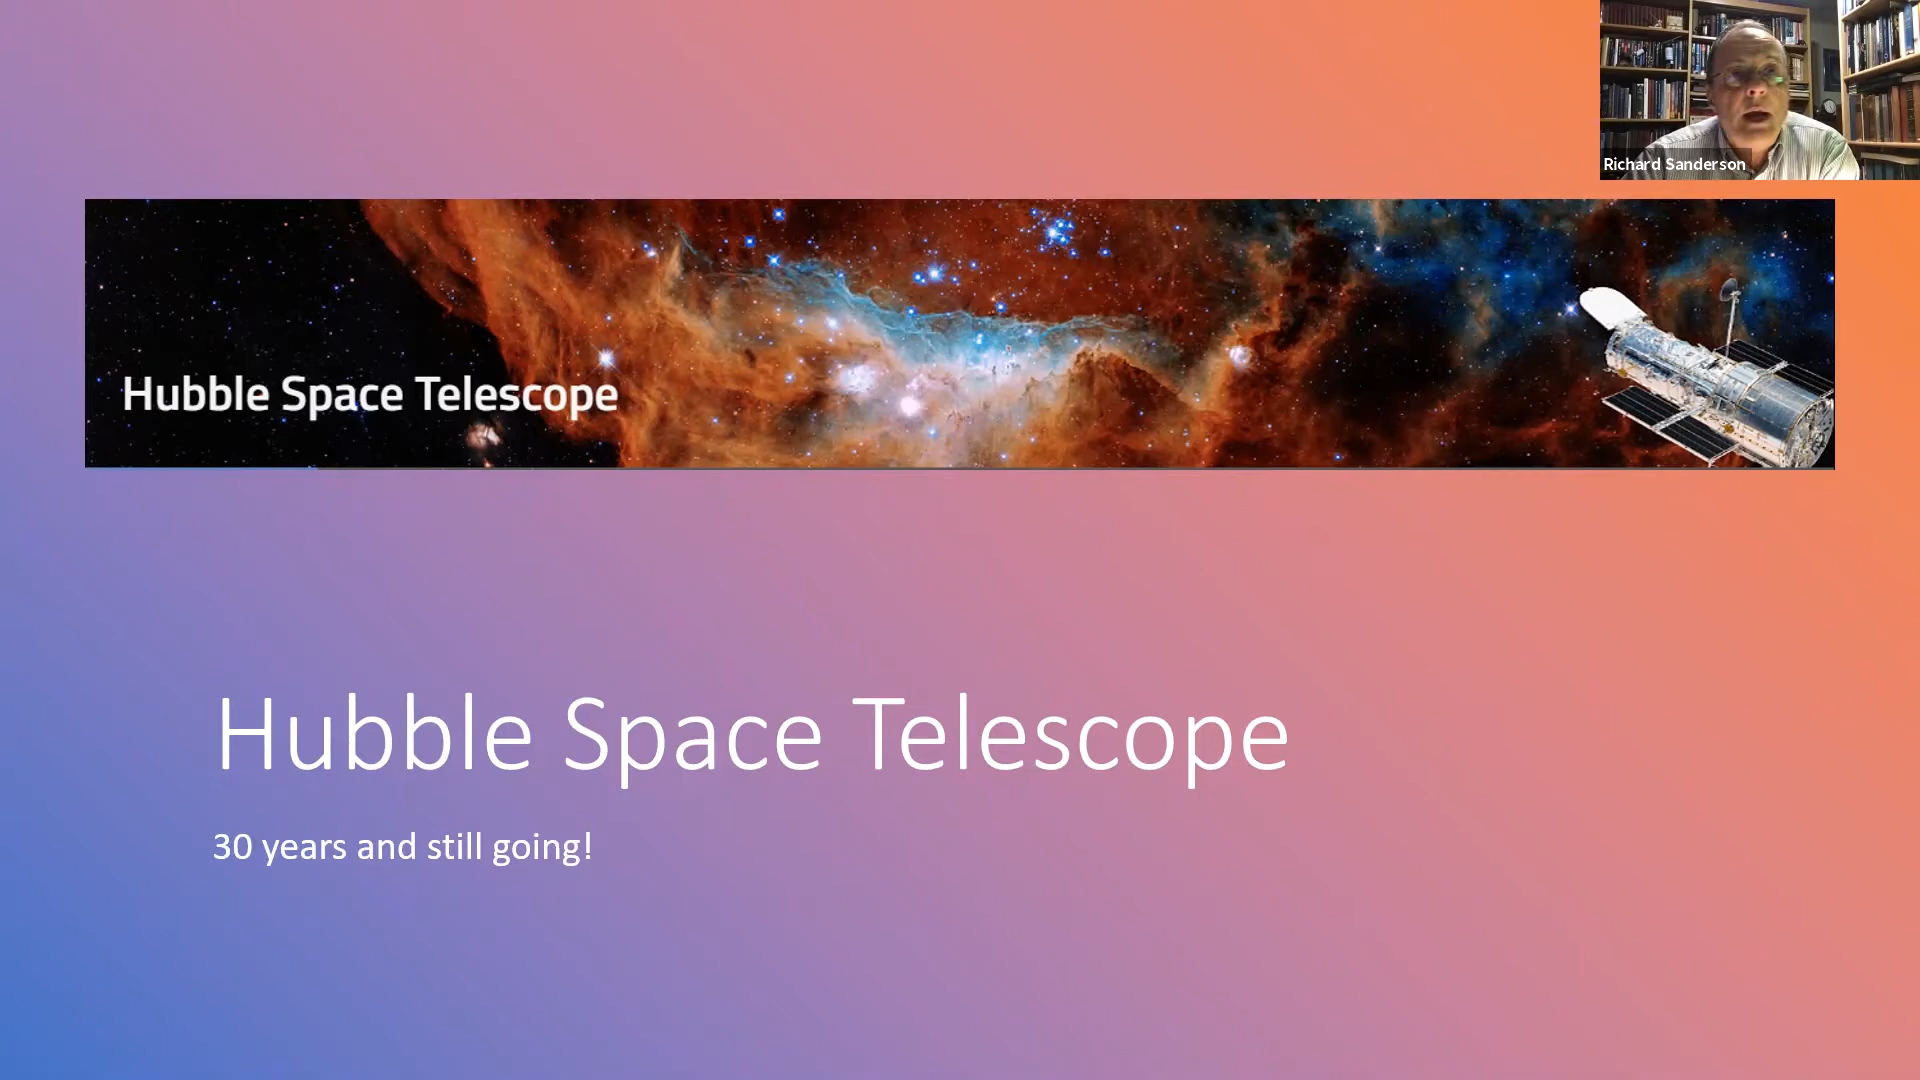 Richard Sanderson
Hubble Space Telescope
Hubble Space Telescope
30 years and still going!